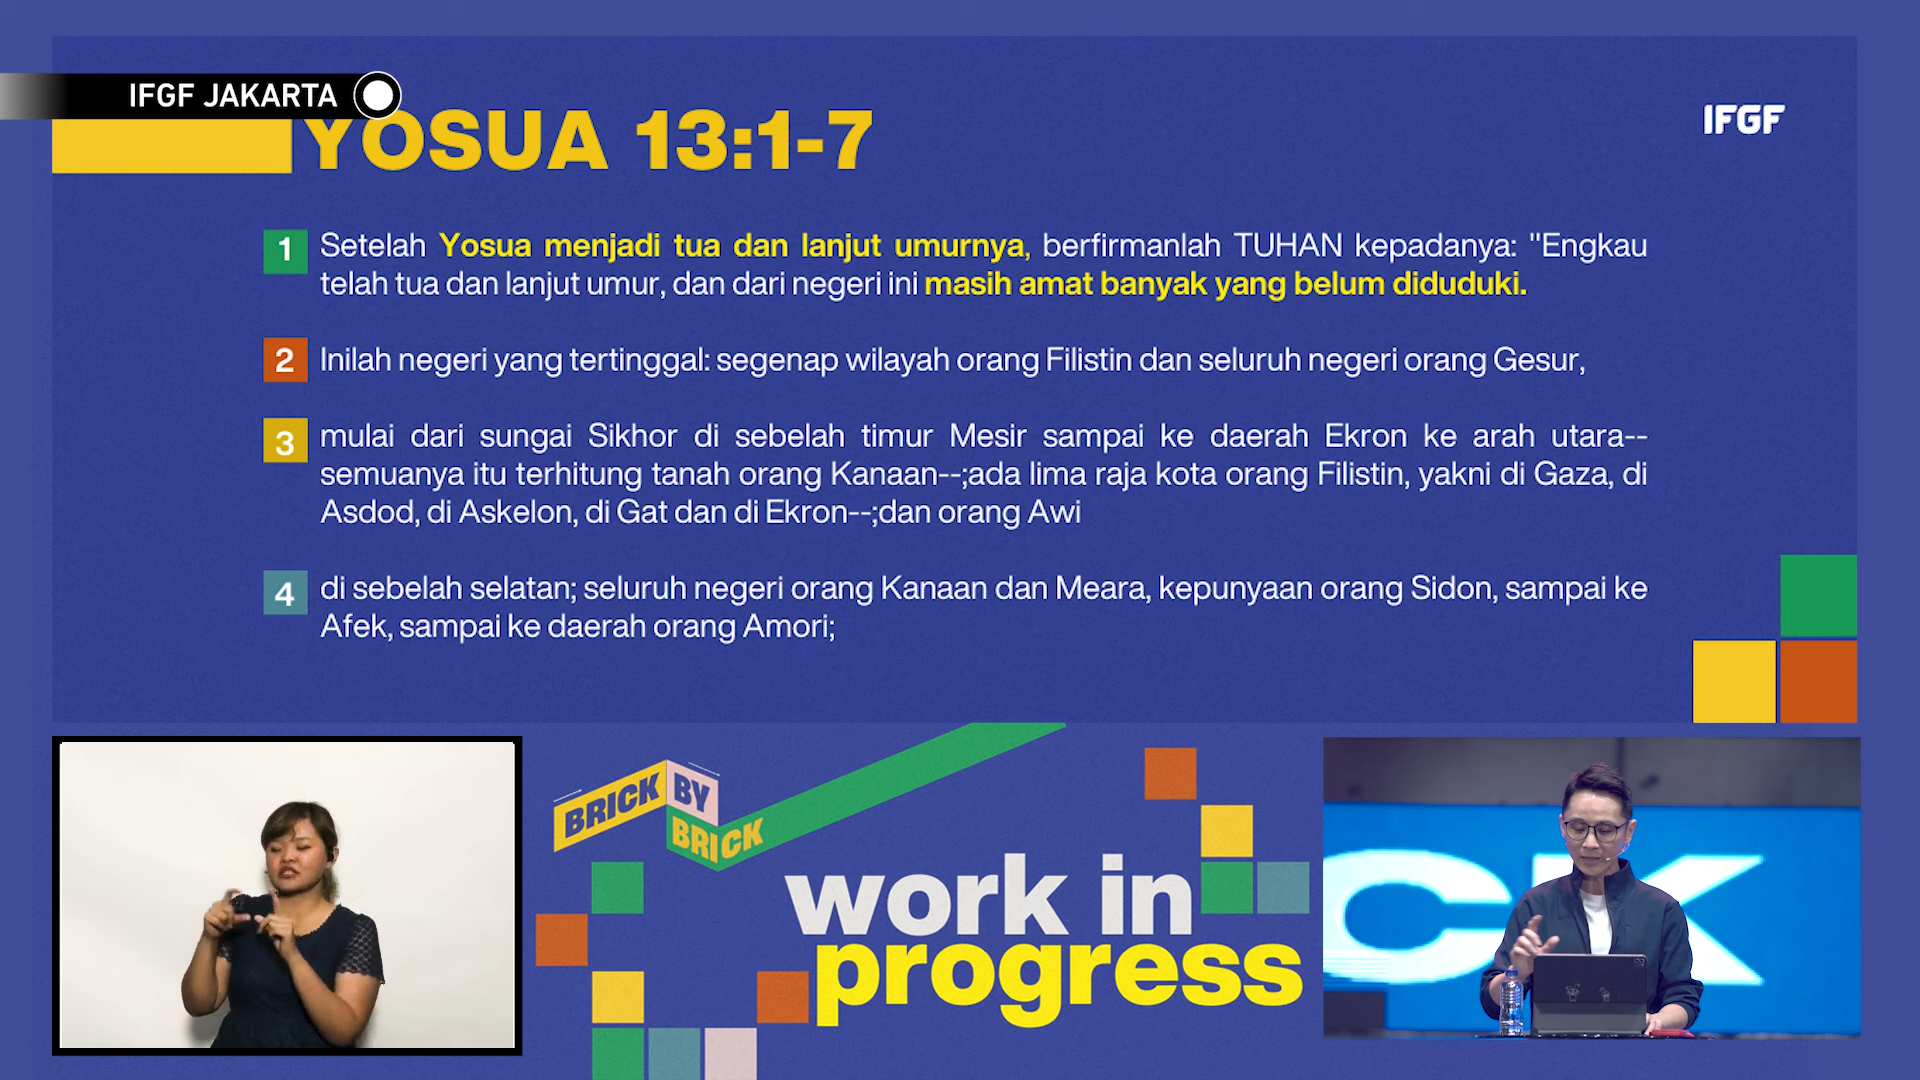 IFGF JAKARTA
YOSUA 13:1-7
IFGF
1 Setelah Yosua menjadi tua dan lanjut umurnya, berfirmanlah TUHAN kepadanya: "Engkau
telah tua dan lanjut umur, dan dari negeri ini masih amat banyak yang belum diduduki.
2 Inilah negeri yang tertinggal: segenap wilayah orang Filistin dan seluruh negeri orang Gesur,
3 mulai dari sungai Sikhor di sebelah timur Mesir sampai ke daerah Ekron ke arah utara--
semuanya itu terhitung tanah orang Kanaan--;ada lima raja kota orang Filistin, yakni di Gaza, di
Asdod, di Askelon, di Gat dan di Ekron--;dan orang Awi
4 di sebelah selatan; seluruh negeri orang Kanaan dan Meara, kepunyaan orang Sidon, sampai ke
Afek, sampai ke daerah orang Amori;
BRICK BY
BRICK
work in
progress
CK